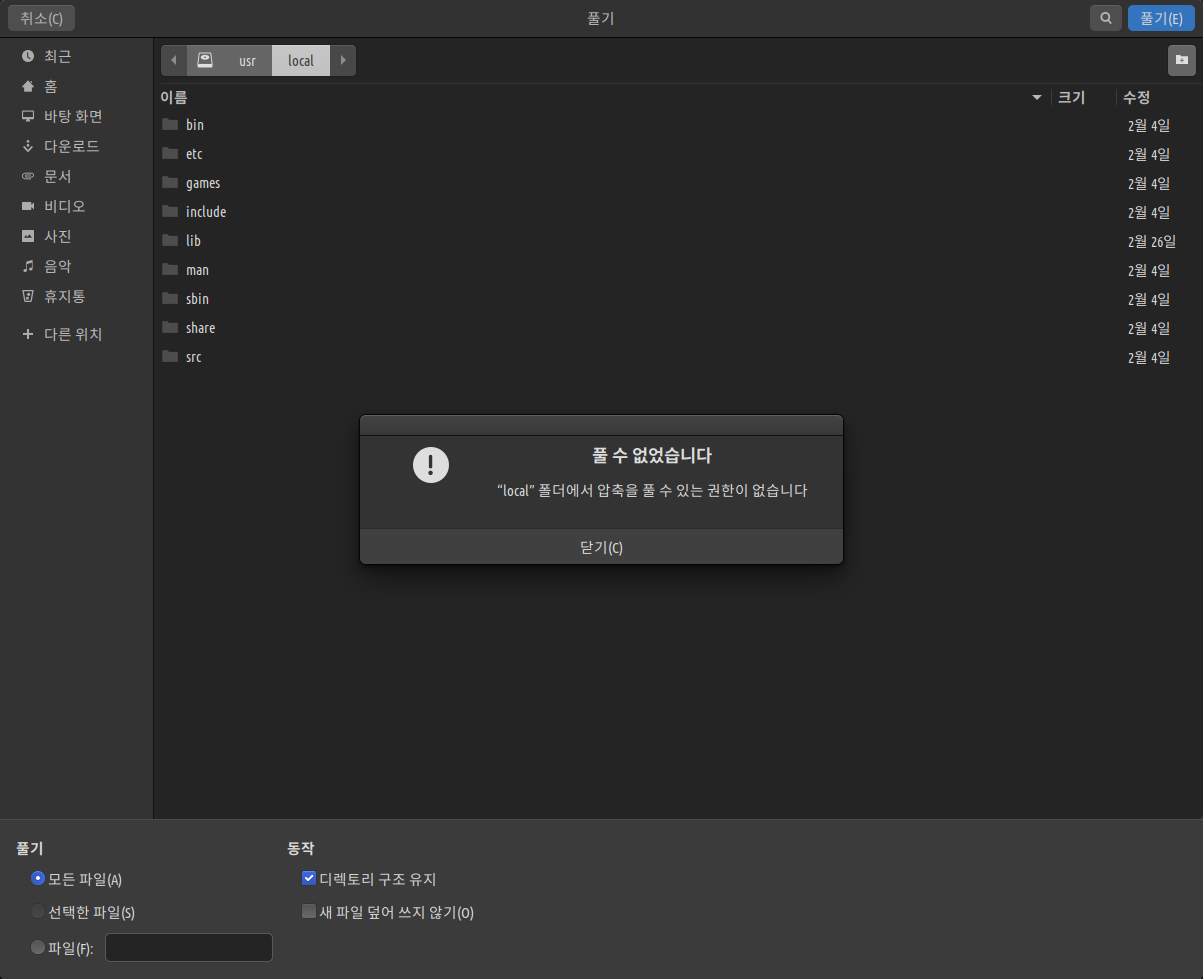 취소(C)
풀기
풀기(E)
최근
홈
바탕 화면
다운로드
문서
비디오
사진
음악
휴지통
다른 위치
usr
local
이름
크기
수정
bin
2월 4일
etc
2월 4일
games
2월 4일
include
2월 4일
lib
2월 26일
man
2월 4일
sbin
2월 4일
share
2월 4일
src
2월 4일
풀 수 없었습니다
“local” 폴더에서 압축을 풀 수 있는 권한이 없습니다
닫기(C)
풀기
모든 파일(A)
선택한 파일(S)
파일(F):
동작
디렉토리 구조 유지
새 파일 덮어 쓰지 않기(O)